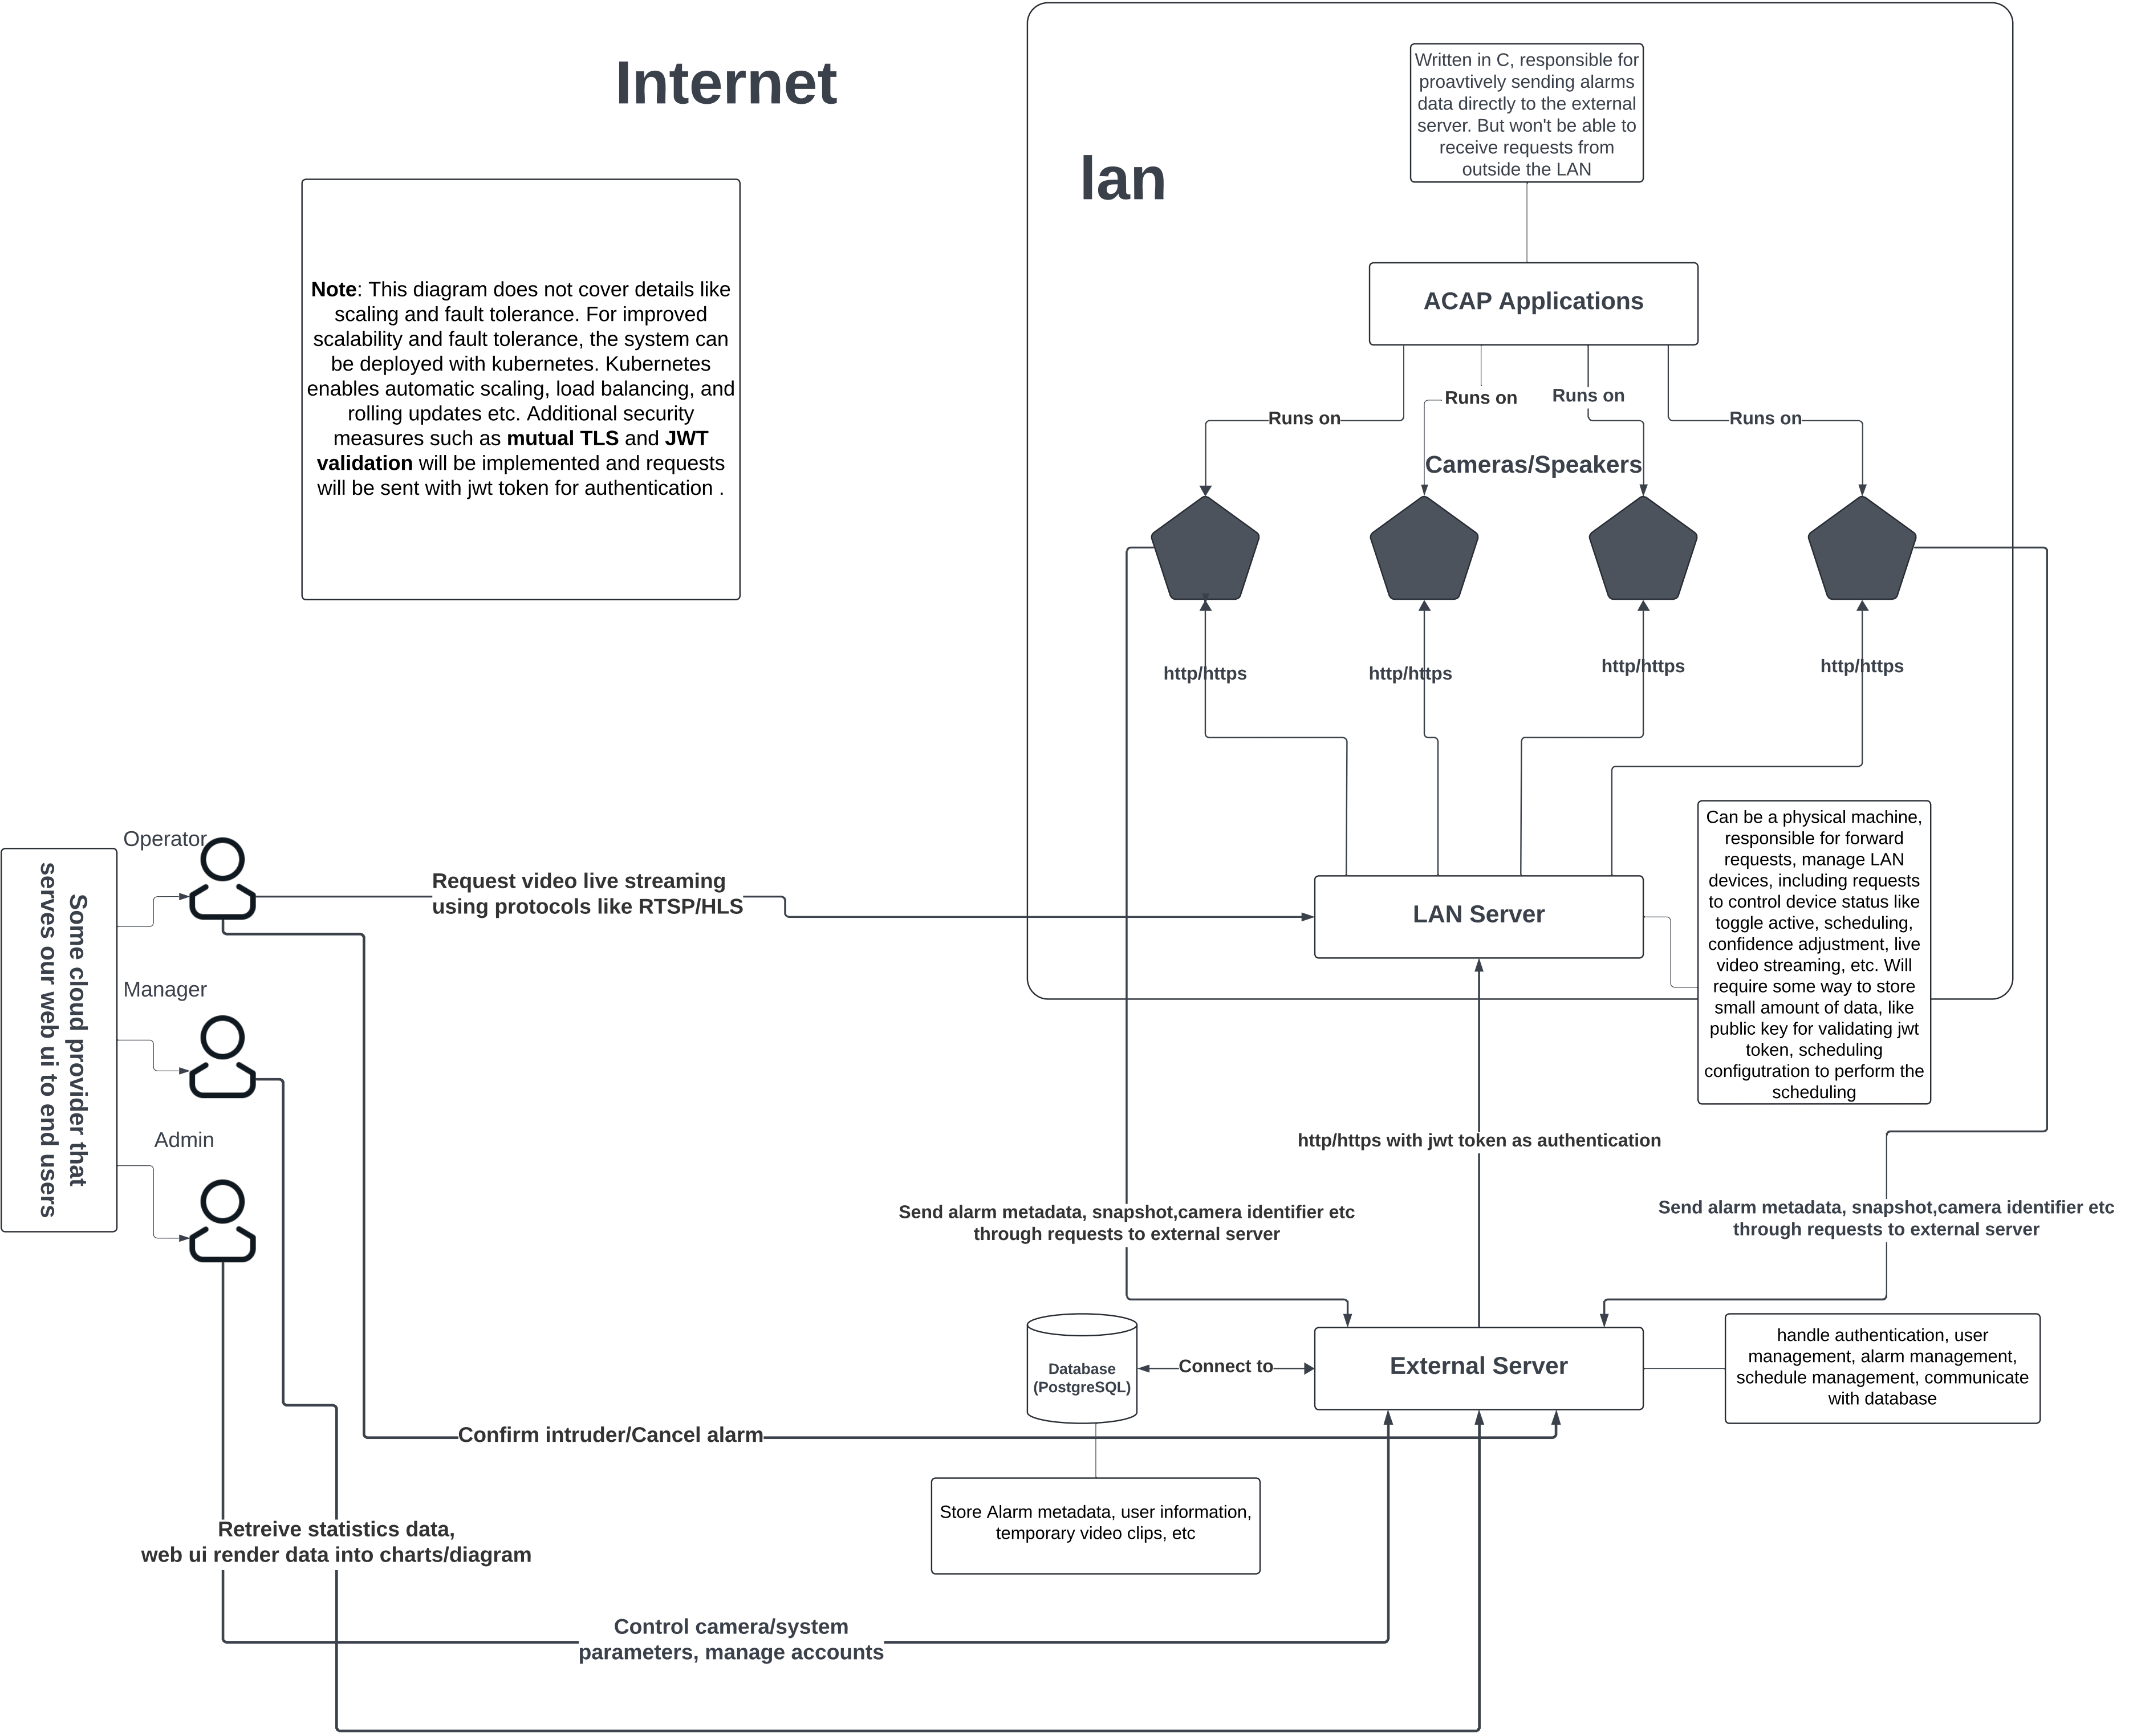 Internet
lan
Written in C, responsible for
proavtively sending alarms
data directly to the external
server. But won't be able to
receive requests from
outside the LAN
Note: This diagram does not cover details like
scaling and fault tolerance. For improved
scalability and fault tolerance, the system can
be deployed with kubernetes. Kubernetes
enables automatic scaling, load balancing, and
rolling updates etc. Additional security
measures such as mutual TLS and JWT
validation will be implemented and requests
will be sent with jwt token for authentication .
ACAP Applications
Runs on
Runs on
Runs on
Runs on
Cameras/Speakers
http/https
http/https
http/https
http/https
Operator
Manager
Admin
Some cloud provider that
serves our web ui to end users
Request video live streaming
using protocols like RTSP/HLS
LAN Server
Can be a physical machine,
responsible for forward
requests, manage LAN
devices, including requests
to control device status like
toggle active, scheduling,
confidence adjustment, live
video streaming, etc. Will
require some way to store
small amount of data, like
public key for validating jwt
token, scheduling
configutration to perform the
scheduling
http/https with jwt token as authentication
Send alarm metadata, snapshot,camera identifier etc
through requests to external server
Send alarm metadata, snapshot,camera identifier etc
through requests to external server
Database
(PostgreSQL)
Connect to
External Server
handle authentication, user
management, alarm management,
schedule management, communicate
with database
Confirm intruder/Cancel alarm
Store Alarm metadata, user information,
temporary video clips, etc
Retreive statistics data,
web ui render data into charts/diagram
Control camera/system
parameters, manage accounts